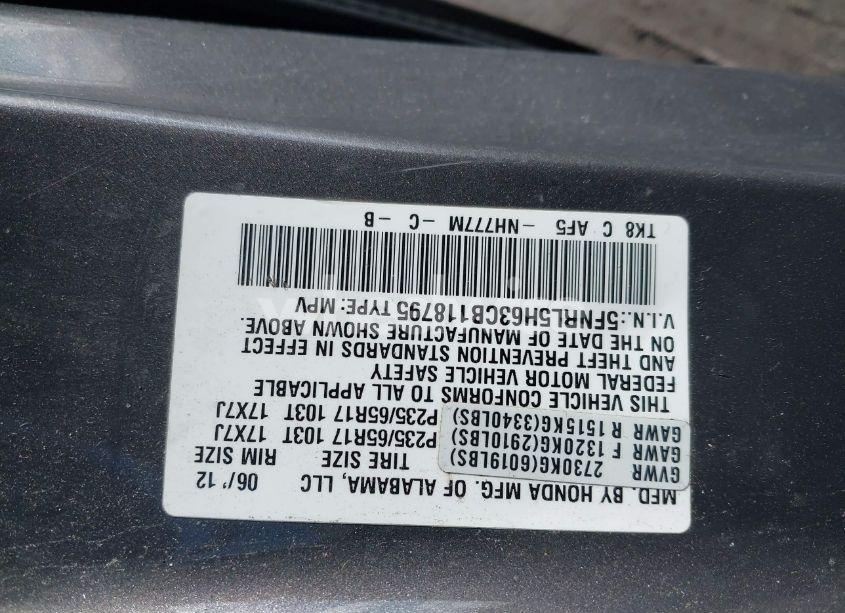 MFD. BY HONDA MFG. OF ALABAMA, LLC 06/'12
GVWR 2730KG(6019LBS) TIRE SIZE RIM SIZE
GAWR F 1320KG(2910LBS) P235/65R17 103T 17X7J
GAWR R 1515KG(3340LBS) P235/65R17 103T 17X7J
THIS VEHICLE CONFORMS TO ALL APPLICABLE
FEDERAL MOTOR VEHICLE SAFETY
AND THEFT PREVENTION STANDARDS IN EFFECT
ON THE DATE OF MANUFACTURE SHOWN ABOVE.
V.I.N.:5FNRL5H63CB118795 TYPE: MPV
TK8 C AF5 - NH777M - C - B